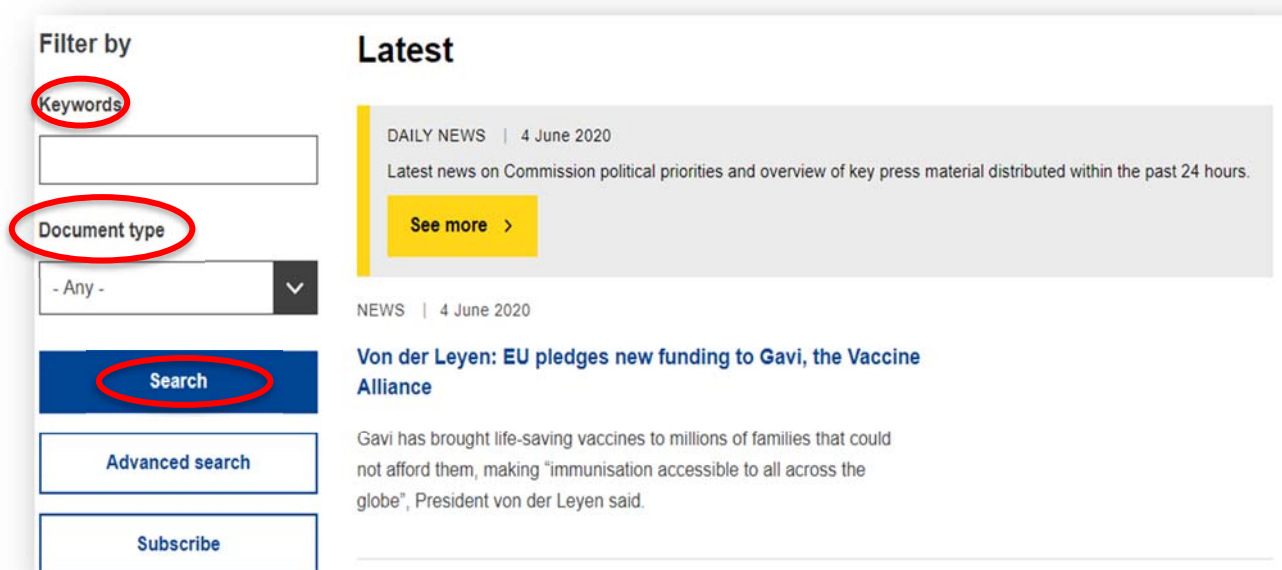 Filter by
Keywords
Document type
- Any -
Search
Advanced search
Subscribe
Latest
DAILY NEWS | 4 June 2020
Latest news on Commission political priorities and overview of key press material distributed within the past 24 hours.
See more >
NEWS | 4 June 2020
Von der Leyen: EU pledges new funding to Gavi, the Vaccine
Alliance
Gavi has brought life-saving vaccines to millions of families that could
not afford them, making “immunisation accessible to all across the
globe”, President von der Leyen said.